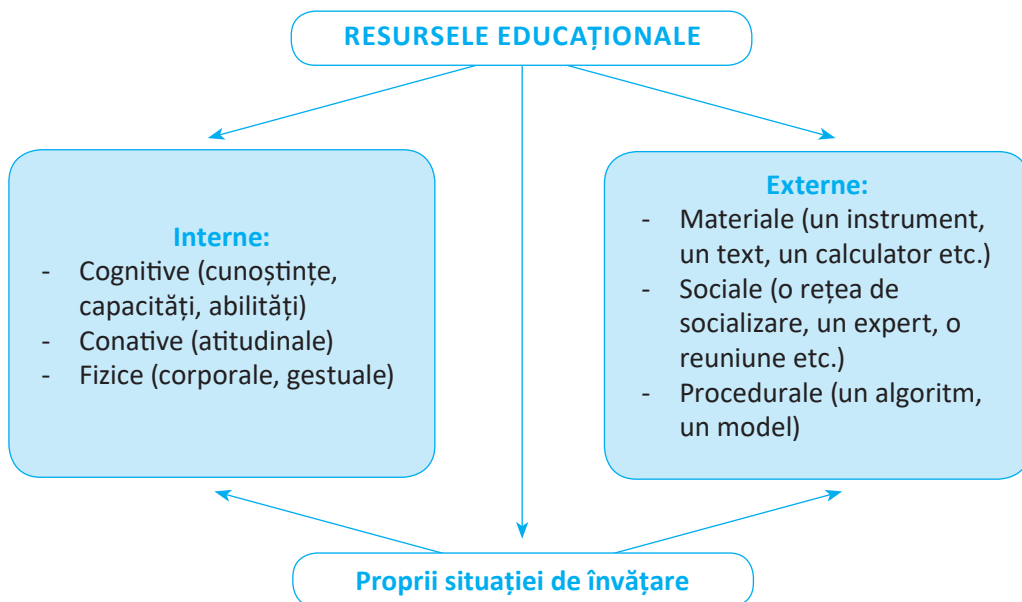 RESURSELE EDUCAȚIONALE
Interne:
- Cognitive (cunoștințe,
capacități, abilități)
- Conative (atitudinale)
- Fizice (corporale, gestuale)
Externe:
- Materiale (un instrument,
un text, un calculator etc.)
- Sociale (o rețea de
socializare, un expert, o
reuniune etc.)
- Procedurale (un algoritm,
un model)
Proprii situației de învățare